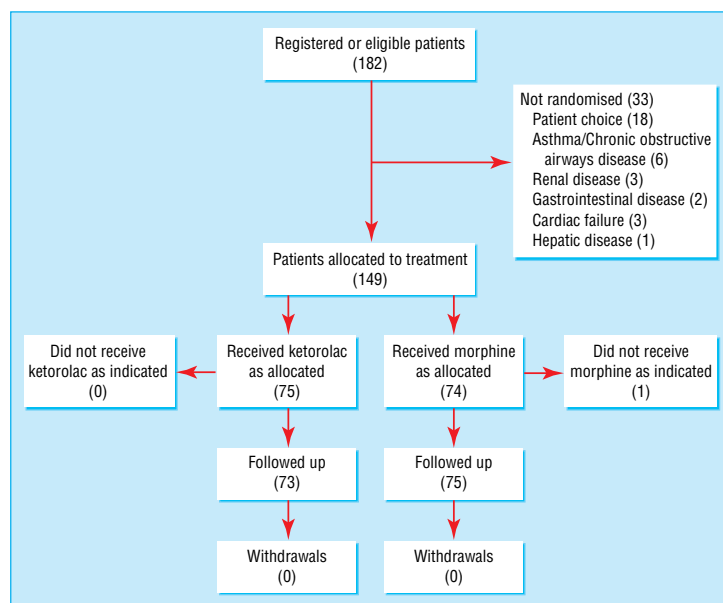 Registered or eligible patients
(182)
Not randomised (33)
Patient choice (18)
Asthma/Chronic obstructive
airways disease (6)
Renal disease (3)
Gastrointestinal disease (2)
Cardiac failure (3)
Hepatic disease (1)
Patients allocated to treatment
(149)
Did not receive
ketorolac as indicated
(0)
Received ketorolac
as allocated
(75)
Received morphine
as allocated
(74)
Did not receive
morphine as indicated
(1)
Followed up
(73)
Followed up
(75)
Withdrawals
(0)
Withdrawals
(0)